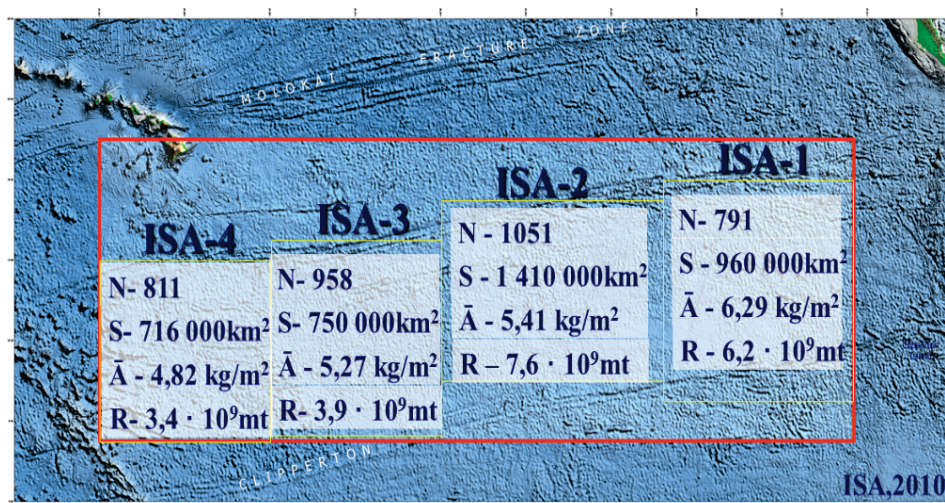 MOLOKAI FRACTURE ZONE
ISA-4
N- 811
S- 716 000km²
Ā - 4,82 kg/m²
R- 3,4 · 10⁹mt
ISA-3
N- 958
S- 750 000km²
Ā - 5,27 kg/m²
R- 3,9 · 10⁹mt
ISA-2
N - 1051
S - 1 410 000km²
Ā - 5,41 kg/m²
R – 7,6 · 10⁹mt
ISA-1
N- 791
S - 960 000km²
Ā - 6,29 kg/m²
R - 6,2 · 10⁹mt
CLIPPERTON
ISA,2010